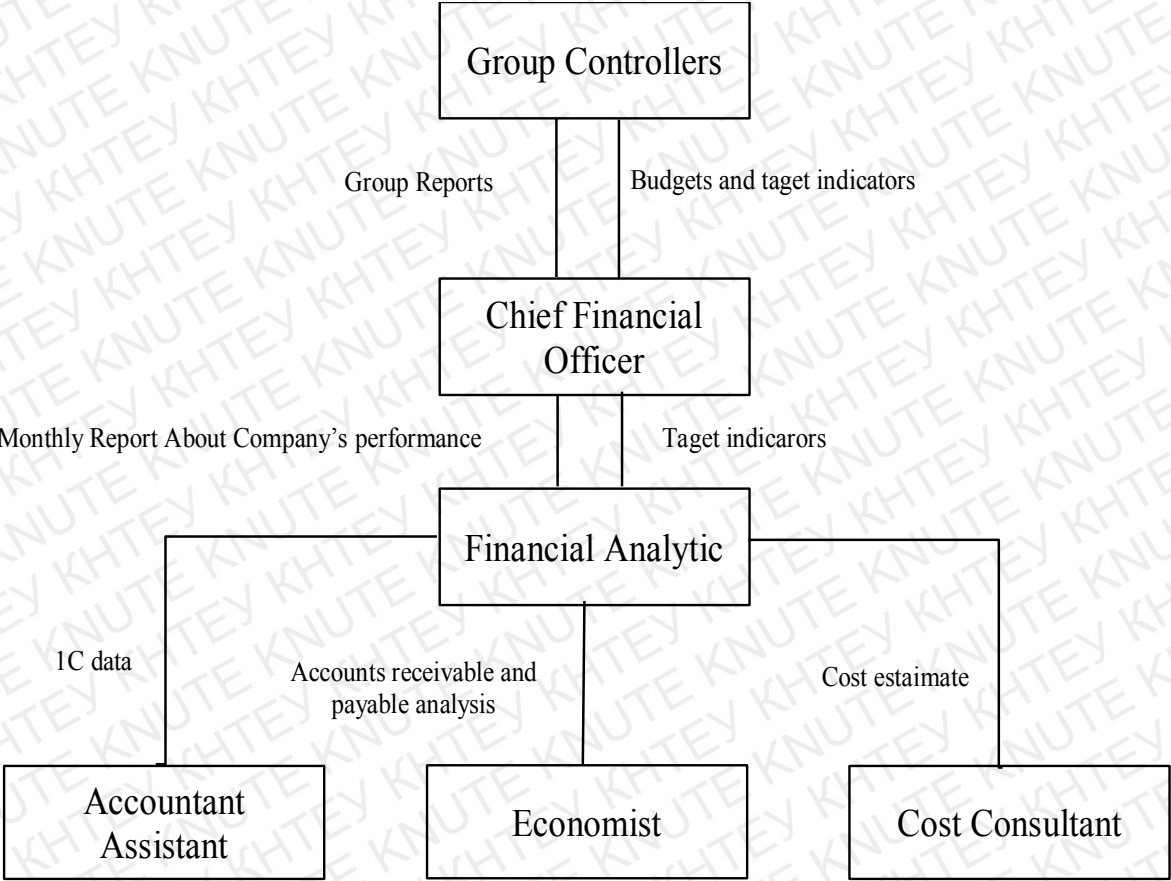 Group Controllers
Group Reports
Budgets and taget indicators
Chief Financial
Officer
Monthly Report About Company’s performance
Taget indicarors
Financial Analytic
1C data
Accounts receivable and
payable analysis
Cost estaimate
Accountant
Assistant
Economist
Cost Consultant